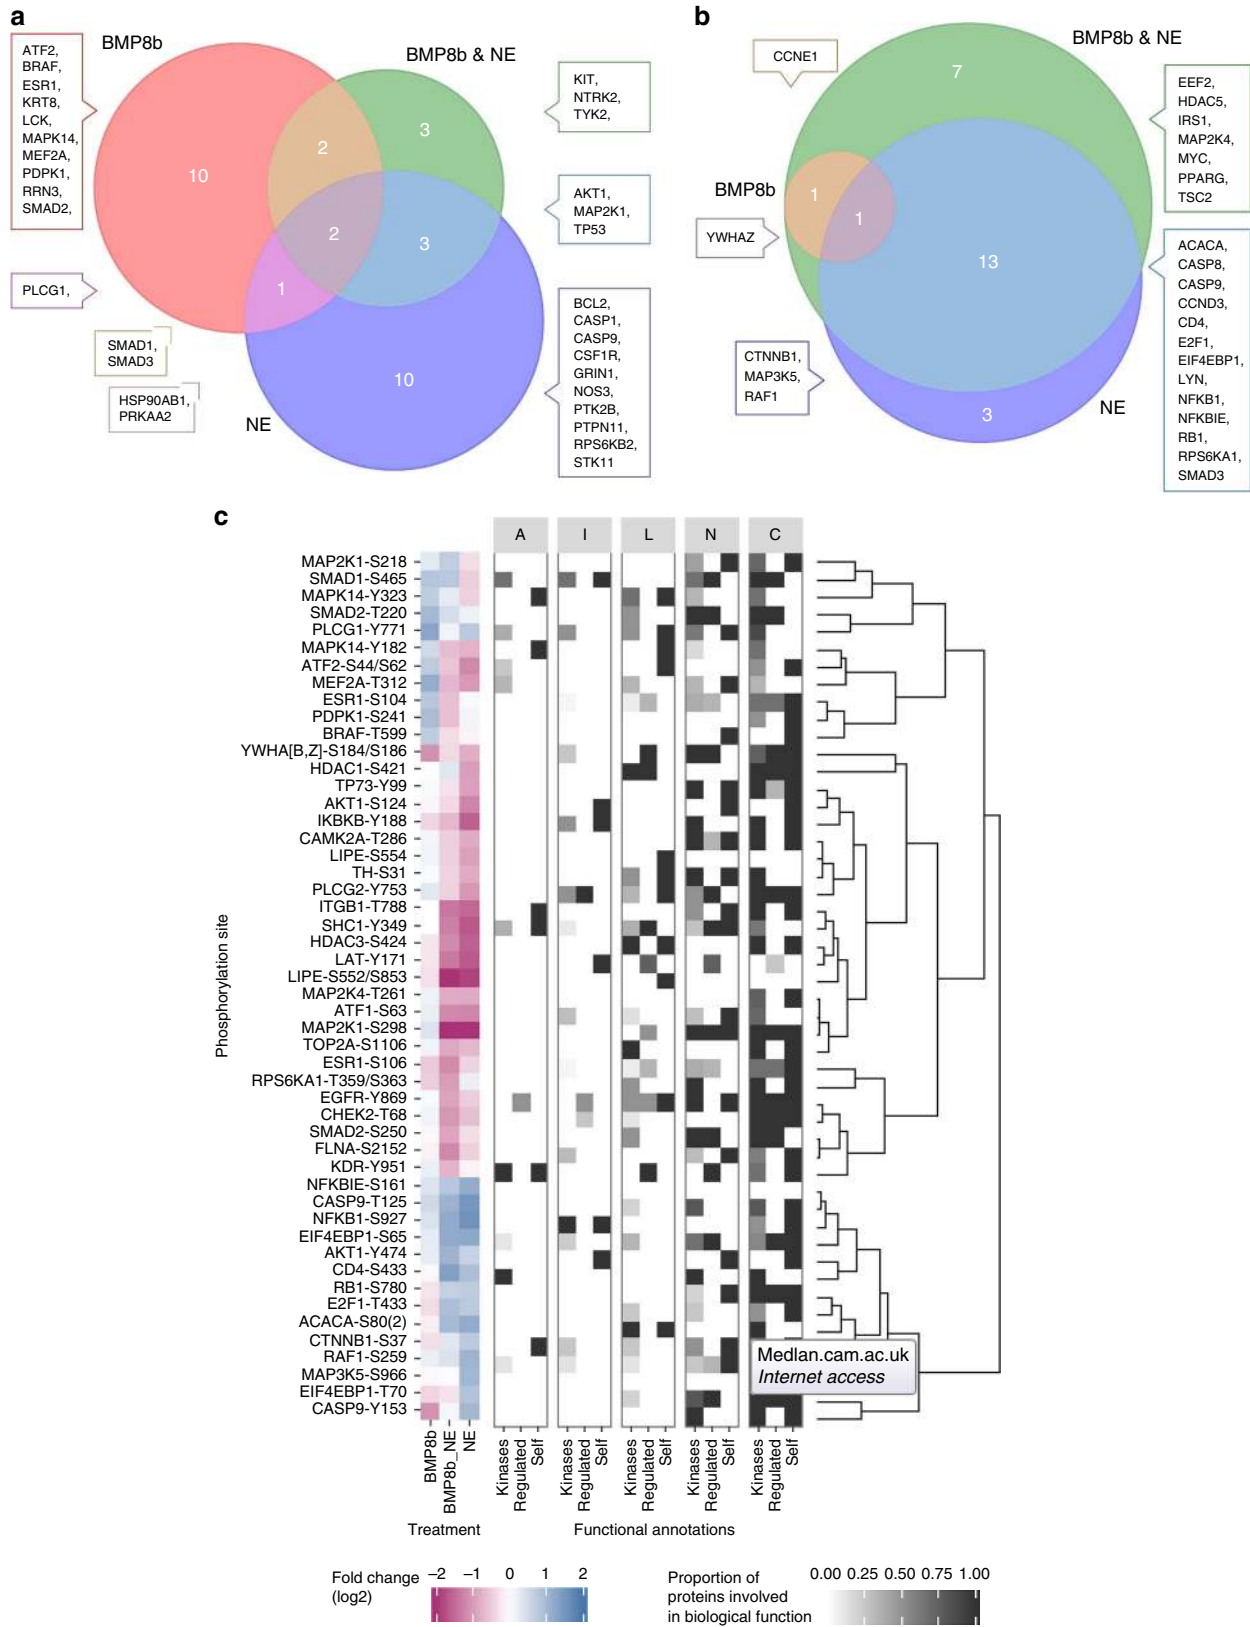 a
BMP8b
BMP8b & NE
NE
10
2
3
2
3
1
10
ATF2,
BRAF,
ESR1,
KRT8,
LCK,
MAPK14,
MEF2A,
PDPK1,
RRN3,
SMAD2,
PLCG1,
SMAD1,
SMAD3
HSP90AB1,
PRKAA2
KIT,
NTRK2,
TYK2,
AKT1,
MAP2K1,
TP53
BCL2,
CASP1,
CASP9,
CSF1R,
GRIN1,
NOS3,
PTK2B,
PTPN11,
RPS6KB2,
STK11
b
BMP8b & NE
BMP8b
NE
7
1
1
13
3
CCNE1
YWHAZ
CTNNB1,
MAP3K5,
RAF1
EEF2,
HDAC5,
IRS1,
MAP2K4,
MYC,
PPARG,
TSC2
ACACA,
CASP8,
CASP9,
CCND3,
CD4,
E2F1,
EIF4EBP1,
LYN,
NFKB1,
NFKBIE,
RB1,
RPS6KA1,
SMAD3
c
A I L N C
Phosphorylation site
MAP2K1-S218
SMAD1-S465
MAPK14-Y323
SMAD2-T220
PLCG1-Y771
MAPK14-Y182
ATF2-S44/S62
MEF2A-T312
ESR1-S104
PDPK1-S241
BRAF-T599
YWHA[B,Z]-S184/S186
HDAC1-S421
TP73-Y99
AKT1-S124
IKBKB-Y188
CAMK2A-T286
LIPE-S554
TH-S31
PLCG2-Y753
ITGB1-T788
SHC1-Y349
HDAC3-S424
LAT-Y171
LIPE-S552/S853
MAP2K4-T261
ATF1-S63
MAP2K1-S298
TOP2A-S1106
ESR1-S106
RPS6KA1-T359/S363
EGFR-Y869
CHEK2-T68
SMAD2-S250
FLNA-S2152
KDR-Y951
NFKBIE-S161
CASP9-T125
NFKB1-S927
EIF4EBP1-S65
AKT1-Y474
CD4-S433
RB1-S780
E2F1-T433
ACACA-S80(2)
CTNNB1-S37
RAF1-S259
MAP3K5-S966
EIF4EBP1-T70
CASP9-Y153
Medlan.cam.ac.uk
Internet access
BMP8b
BMP8b_NE
NE
Kinases
Regulated
Self
Kinases
Regulated
Self
Kinases
Regulated
Self
Kinases
Regulated
Self
Kinases
Regulated
Self
Treatment
Functional annotations
Fold change
(log2)
–2 –1 0 1 2
Proportion of
proteins involved
in biological function
0.00 0.25 0.50 0.75 1.00